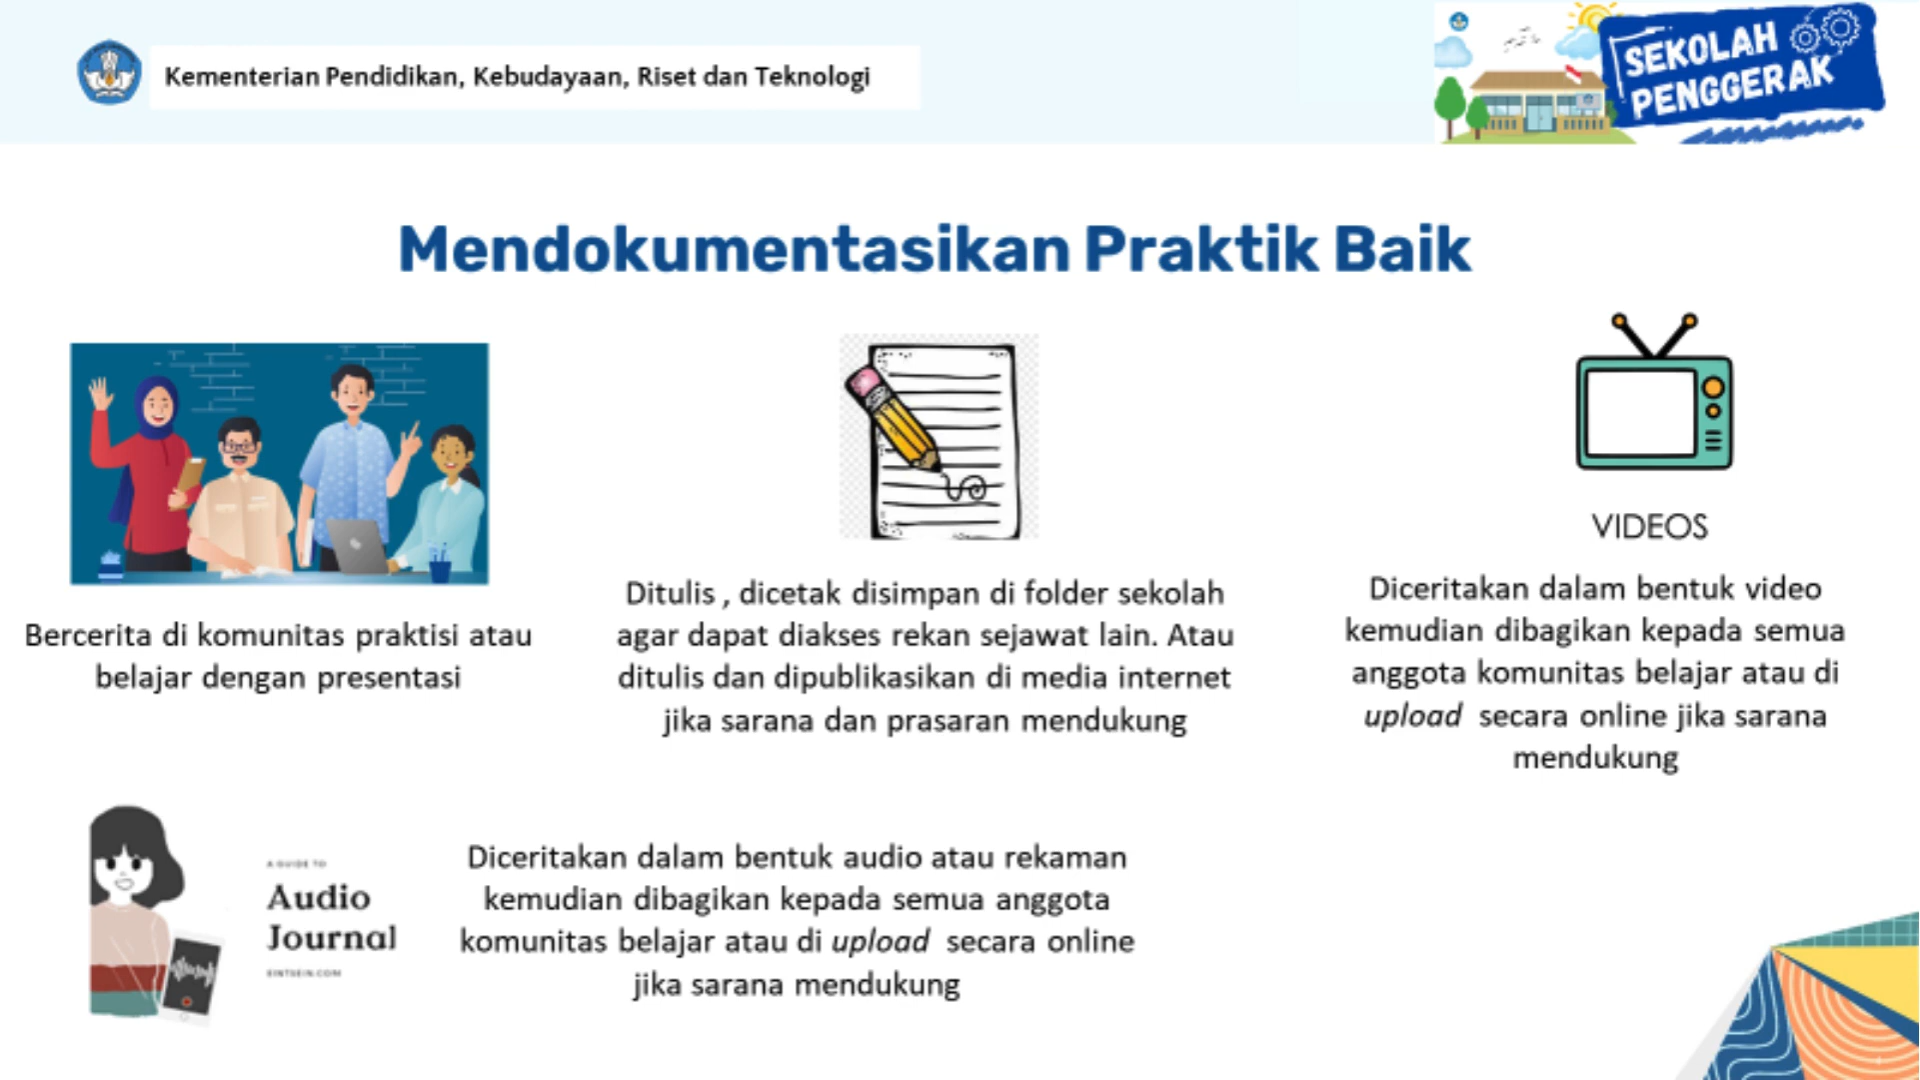 Kementerian Pendidikan, Kebudayaan, Riset dan Teknologi
SEKOLAH
PENGGERAK
Mendokumentasikan Praktik Baik
Bercerita di komunitas praktisi atau
belajar dengan presentasi
Ditulis , dicetak disimpan di folder sekolah
agar dapat diakses rekan sejawat lain. Atau
ditulis dan dipublikasikan di media internet
jika sarana dan prasaran mendukung
VIDEOS
Diceritakan dalam bentuk video
kemudian dibagikan kepada semua
anggota komunitas belajar atau di
upload secara online jika sarana
mendukung
A GUIDE TO
Audio
Journal
EINTSEIN.COM
Diceritakan dalam bentuk audio atau rekaman
kemudian dibagikan kepada semua anggota
komunitas belajar atau di upload secara online
jika sarana mendukung